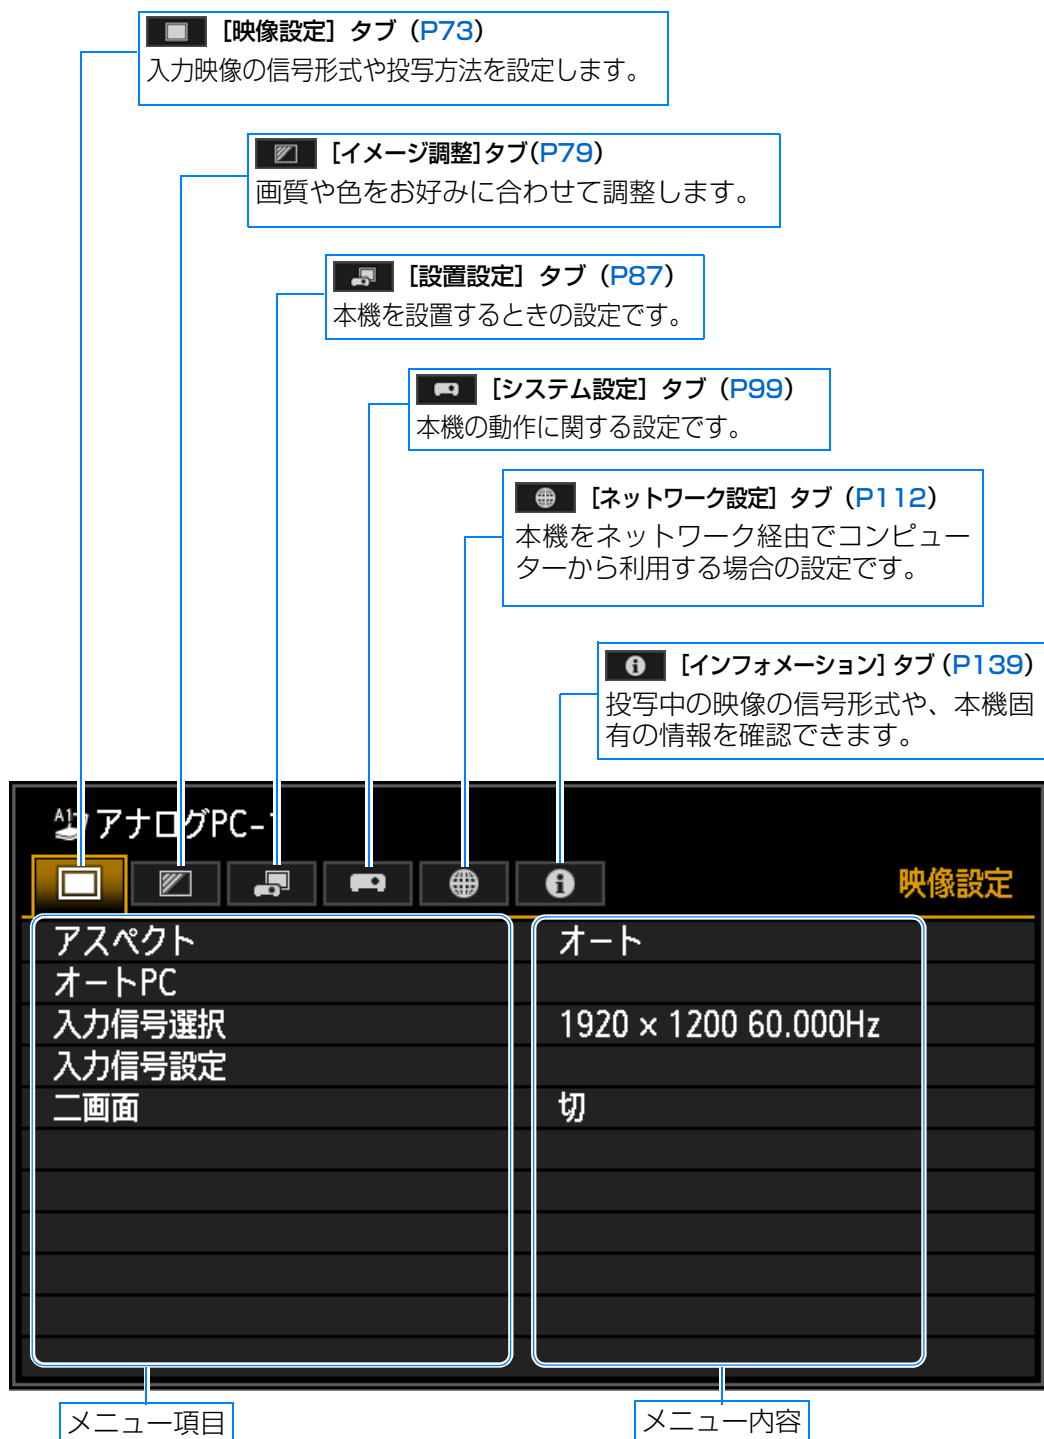 ［映像設定］タブ（P73）
入力映像の信号形式や投写方法を設定します。
［イメージ調整］タブ（P79）
画質や色をお好みに合わせて調整します。
［設置設定］タブ（P87）
本機を設置するときの設定です。
［システム設定］タブ（P99）
本機の動作に関する設定です。
［ネットワーク設定］タブ（P112）
本機をネットワーク経由でコンピュー
ターから利用する場合の設定です。
［インフォメーション］タブ（P139）
投写中の映像の信号形式や、本機固
有の情報を確認できます。
A1 アナログPC-1
映像設定
アスペクト オート
オートPC
入力信号選択 1920 × 1200 60.000Hz
入力信号設定
二画面 切
メニュー項目 メニュー内容